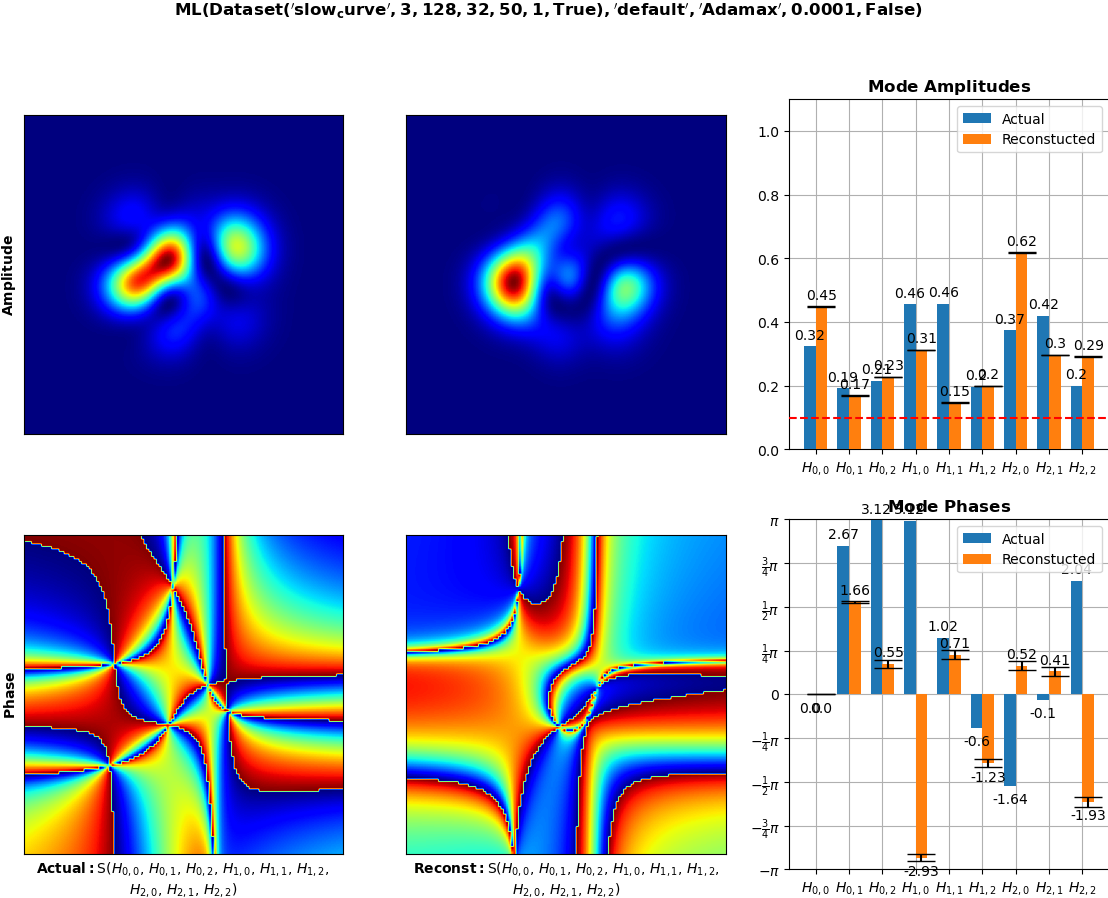 ML(Dataset('slow_curve', 3, 128, 32, 50, 1, True), 'default', 'Adamax', 0.0001, False)
Amplitude
Mode Amplitudes
Actual
Reconstucted
1.0
0.8
0.6
0.4
0.2
0.0
0.32
0.45
0.19
0.17
0.21
0.23
0.46
0.31
0.46
0.15
0.2
0.2
0.37
0.62
0.42
0.3
0.2
0.29
H0,0 H0,1 H0,2 H1,0 H1,1 H1,2 H2,0 H2,1 H2,2
Phase
Mode Phases
Actual
Reconstucted
π
3/4π
1/2π
1/4π
0
−1/4π
−1/2π
−3/4π
−π
0.0
0.0
2.67
1.66
3.12
0.55
3.12
-2.93
1.02
0.71
-0.6
-1.23
-1.64
0.52
-0.1
0.41
2.04
-1.93
H0,0 H0,1 H0,2 H1,0 H1,1 H1,2 H2,0 H2,1 H2,2
Actual: S(H0,0, H0,1, H0,2, H1,0, H1,1, H1,2,
H2,0, H2,1, H2,2)
Reconst: S(H0,0, H0,1, H0,2, H1,0, H1,1, H1,2,
H2,0, H2,1, H2,2)